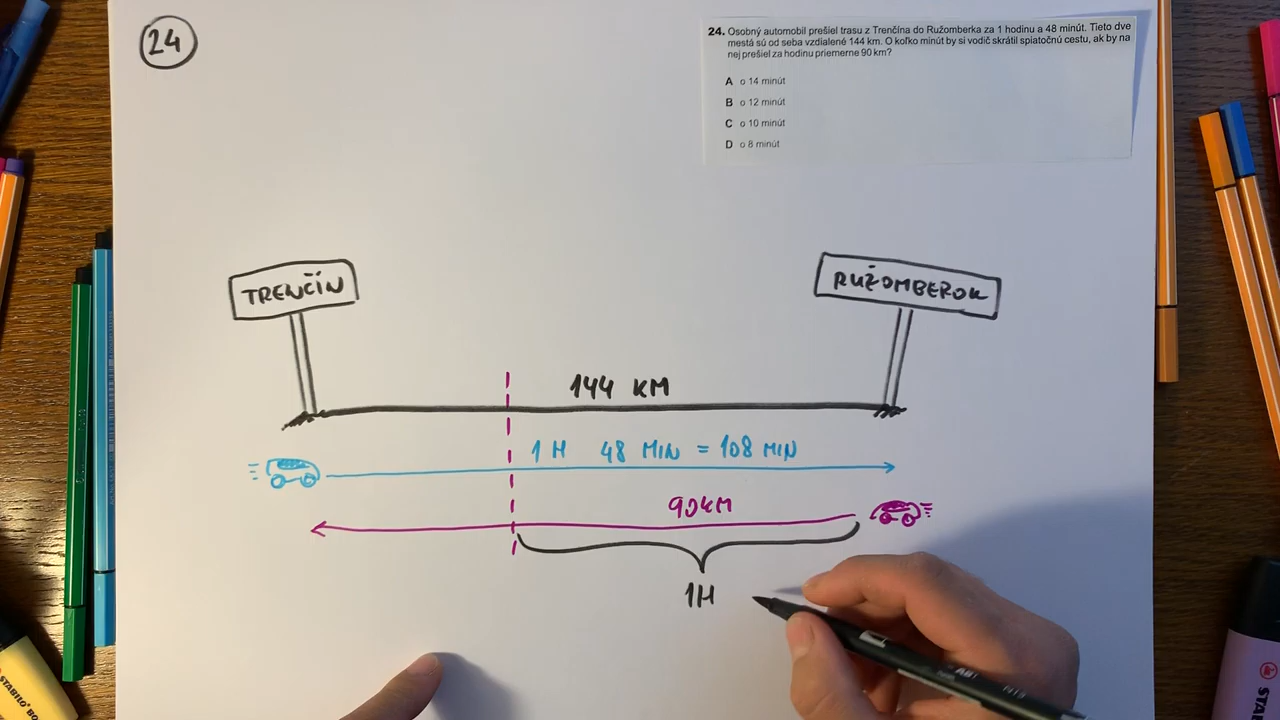 24
24. Osobný automobil prešiel trasu z Trenčína do Ružomberka za 1 hodinu a 48 minút. Tieto dve
mestá sú od seba vzdialené 144 km. O koľko minút by si vodič skrátil spiatočnú cestu, ak by na
nej prešiel za hodinu priemerne 90 km?
A o 14 minút
B o 12 minút
C o 10 minút
D o 8 minút
TRENČÍN
RUŽOMBEROK
144 KM
1 H 48 MIN = 108 MIN
90KM
1H
STABILO BO